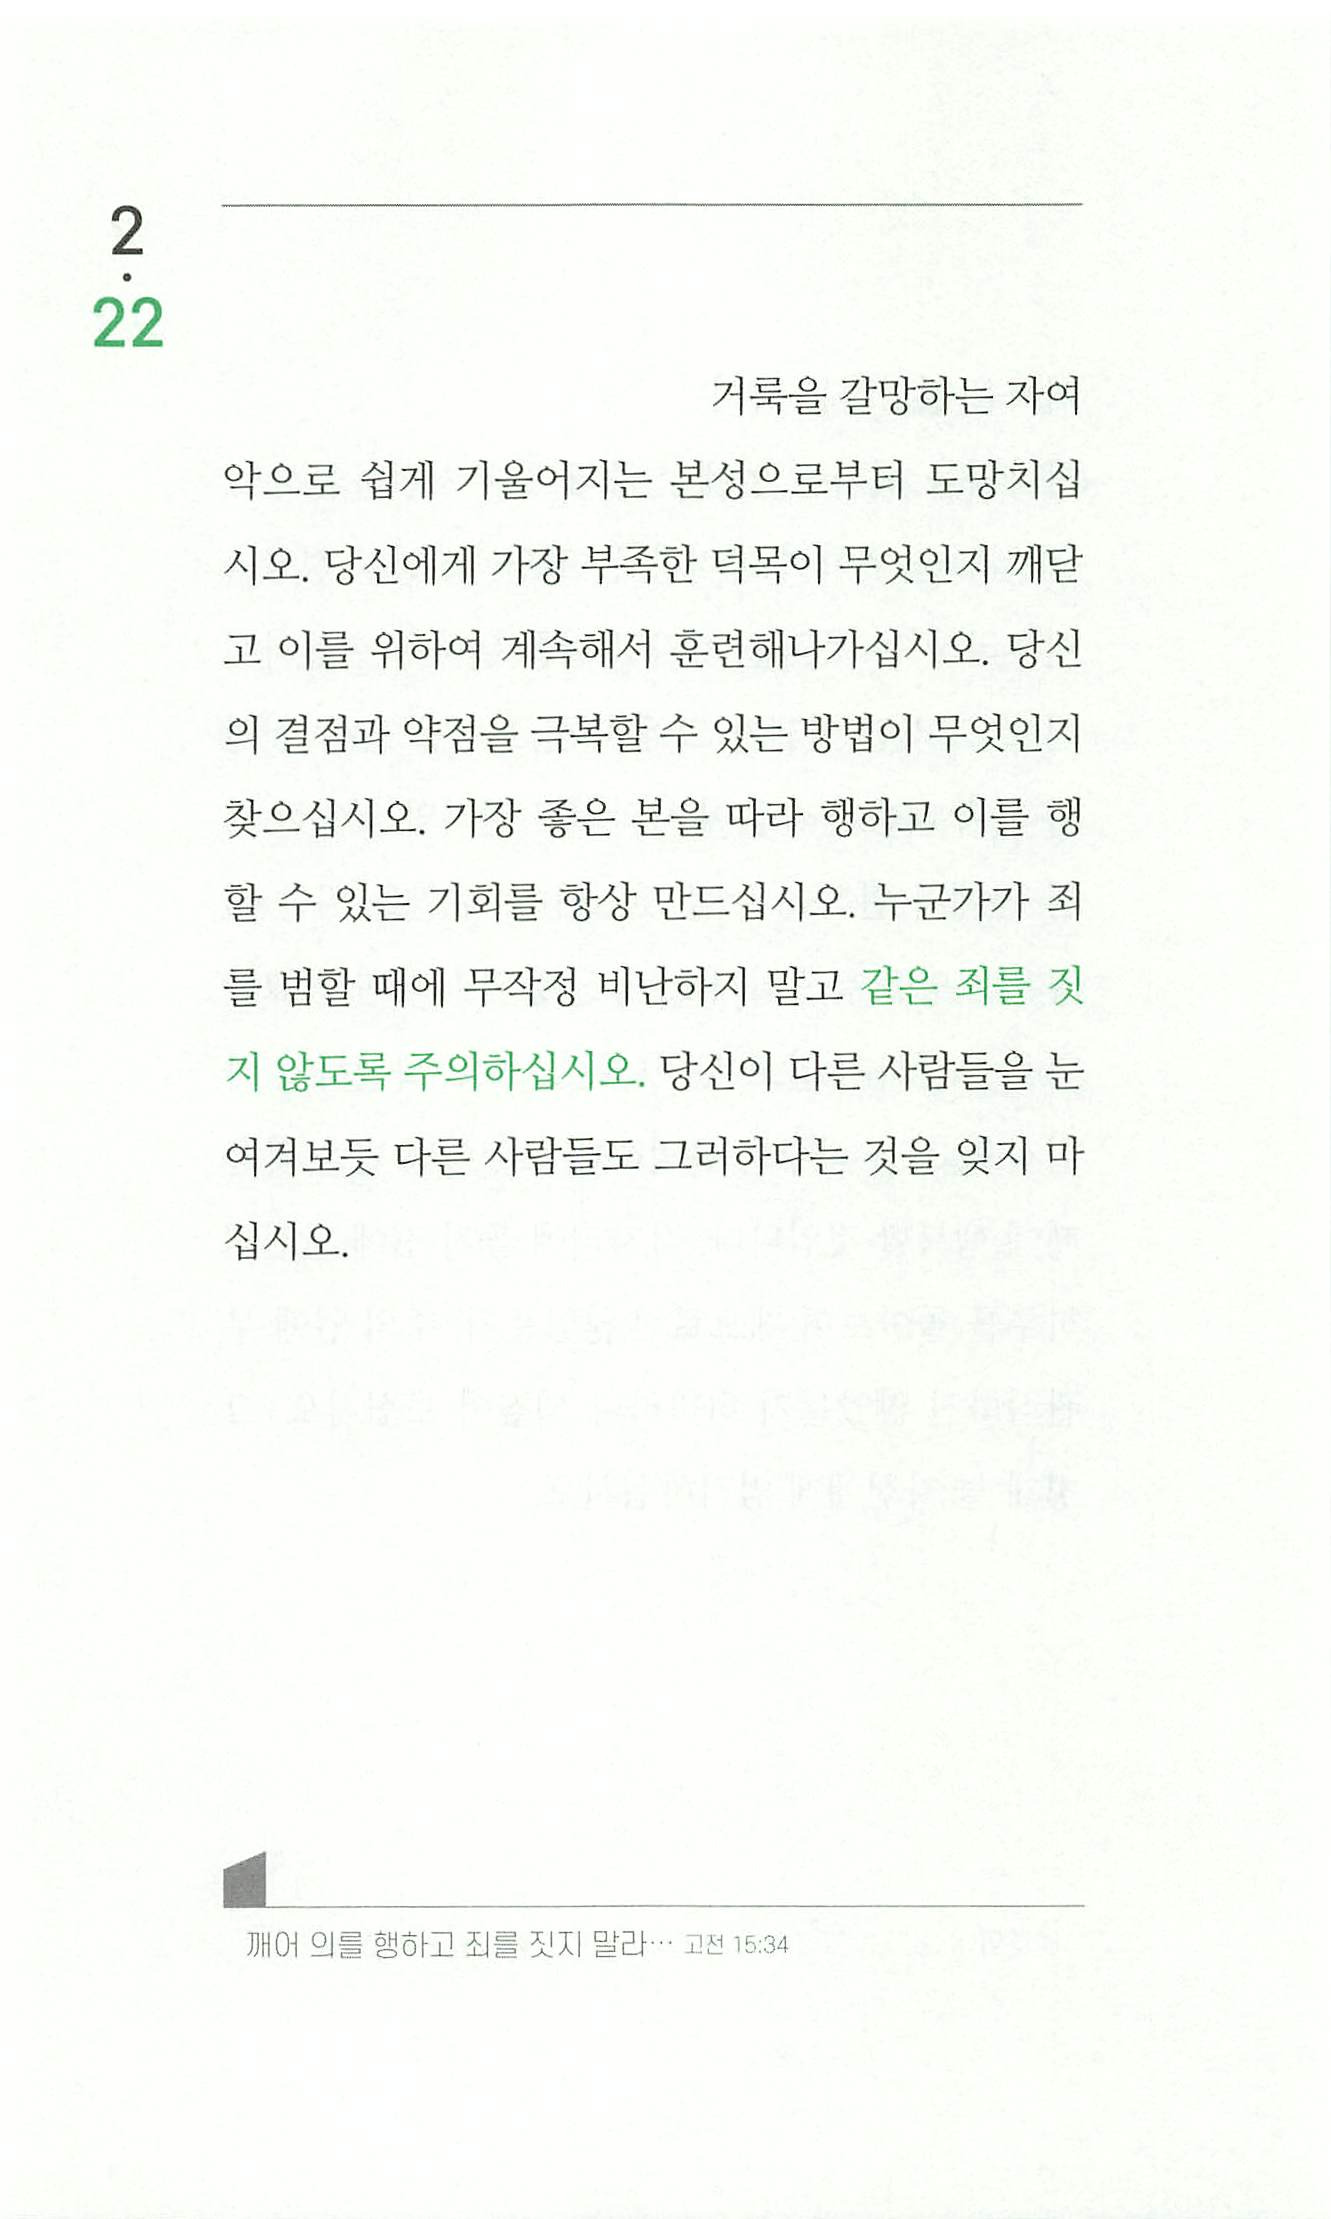 2
·
22
거룩을 갈망하는 자여
악으로 쉽게 기울어지는 본성으로부터 도망치십
시오. 당신에게 가장 부족한 덕목이 무엇인지 깨닫
고 이를 위하여 계속해서 훈련해나가십시오. 당신
의 결점과 약점을 극복할 수 있는 방법이 무엇인지
찾으십시오. 가장 좋은 본을 따라 행하고 이를 행
할 수 있는 기회를 항상 만드십시오. 누군가가 죄
를 범할 때에 무작정 비난하지 말고 같은 죄를 짓
지 않도록 주의하십시오. 당신이 다른 사람들을 눈
여겨보듯 다른 사람들도 그러하다는 것을 잊지 마
십시오.
깨어 의를 행하고 죄를 짓지 말라… 고전 15:34